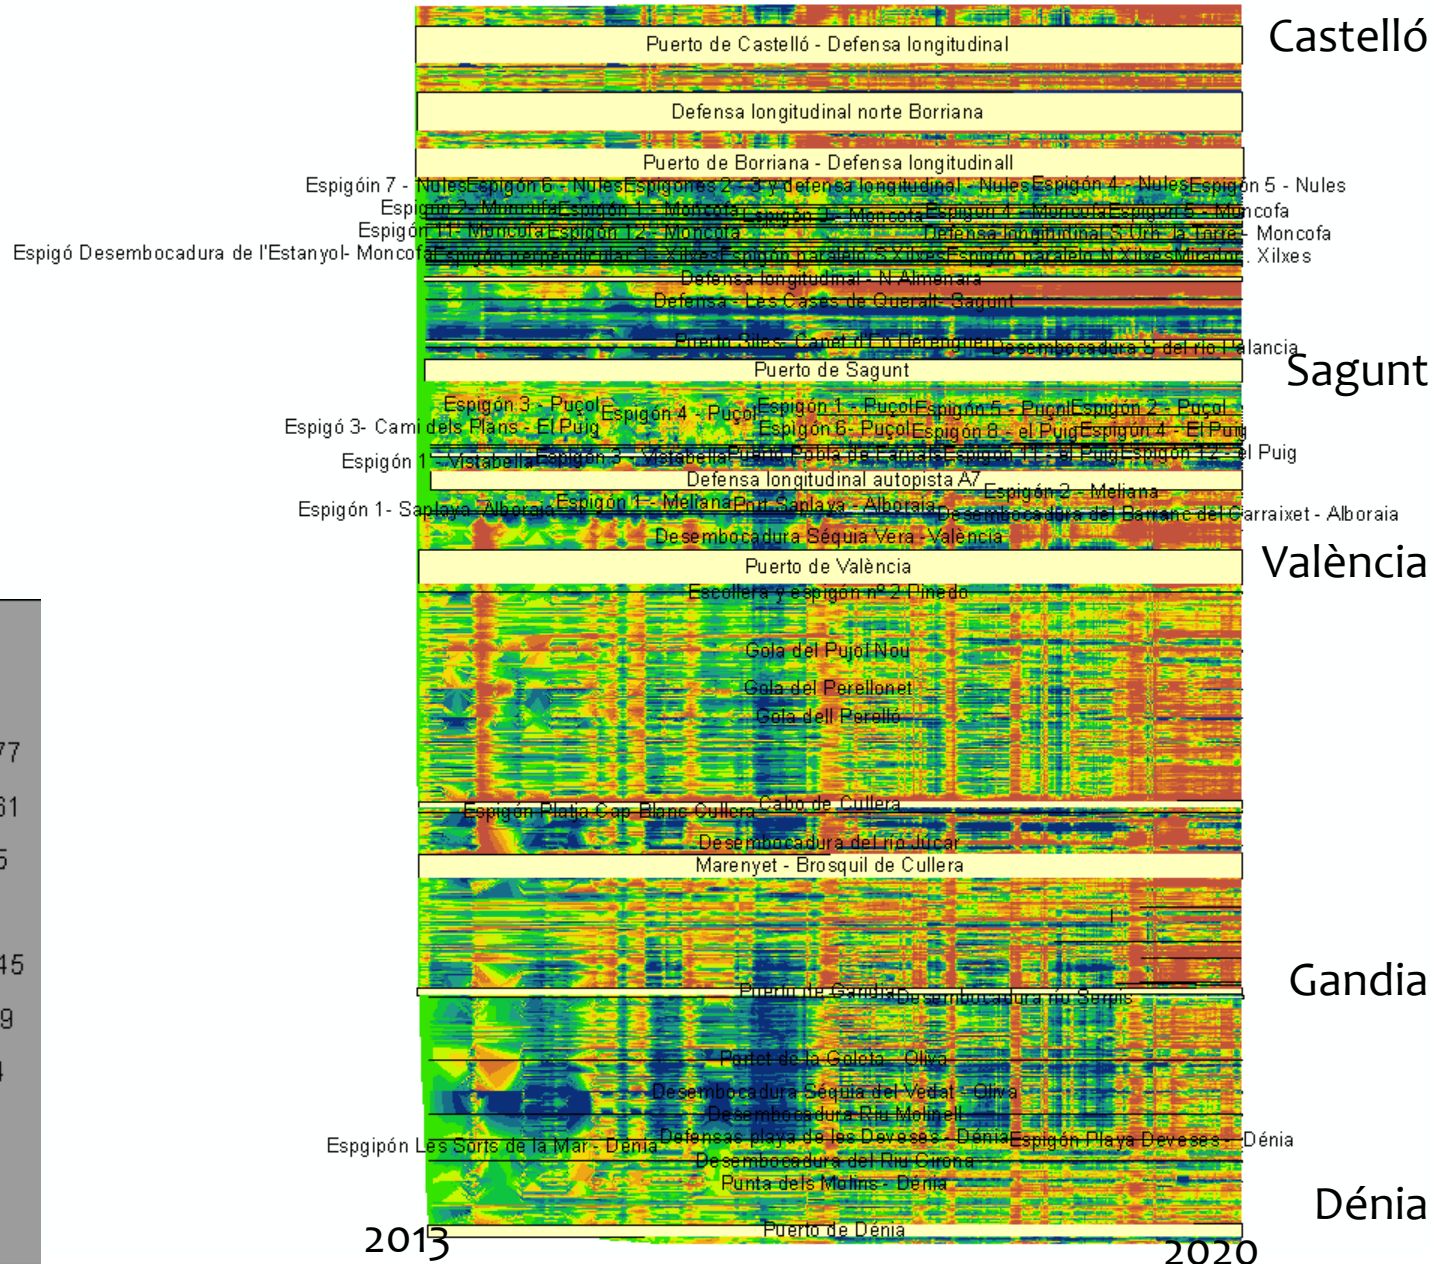 Castelló
Puerto de Castelló - Defensa longitudinal
Defensa longitudinal norte Borriana
Puerto de Borriana - Defensa longitudinall
Espigóin 7 - Nules Espigón 6 - Nules Espigones 2 - 3 y defensa longitudinal - Nules Espigón 4 - Nules Espigón 5 - Nules
Espigón 2 - Moncofa Espigón 1 - Moncofa Espigón 3 - Moncofa Espigón 4 - Moncofa Espigón 5 - Moncofa
Espigón 11- Moncofa Espigón 12 - Moncofa Defensa longitudinal S Urb. la Torre - Moncofa
Espigó Desembocadura de l'Estanyol- Moncofa Espigón perpendicular 3 - Xilxes Espigón paralelo S Xilxes Espigón paralelo N Xilxes Mirador. Xilxes
Defensa longitudinal - N Almenara
Defensa - Les Cases de Queralt- Sagunt
Puerto Siles- Canet d'En Berenguer
Desembocadura S del río Palancia
Sagunt
Puerto de Sagunt
Espigón 3 - Puçol Espigón 4 - Puçol Espigón 1 - Puçol Espigón 5 - Puçol Espigón 2 - Puçol
Espigó 3- Cami dels Plans - El Puig Espigón 6- Puçol Espigón 8 - el Puig Espigón 4 - El Puig
Espigón 1 - Vistabella Espigón 3 - Vistabella Puerto Pobla de Farnals Espigón 11 - el Puig Espigón 12 - el Puig
Defensa longitudinal autopista A7
Espigón 2 - Meliana
Espigón 1- Saplaya -Alboraia Espigón 1 - Meliana Port Saplaya - Alboraia Desembocadura del Barranc del Carraixet - Alboraia
Desembocadura Séquia Vera -València
València
Puerto de València
Escollera y espigón nº 2 Pinedo
Gola del Pujol Nou
Gola del Perellonet
Gola dell Perelló
Cabo de Cullera
Espigón Platja Cap Blanc Cullera
Desembocadura del río Júcar
Marenyet - Brosquil de Cullera
Gandia
Puerto de Gandia Desembocadura río Serpis
Portet de la Goleta - Oliva
Desembocadura Séquia del Vedat - Oliva
Desembocadura Riu Molinell
Espgipón Les Sorts de la Mar - Dénia Defensas playa de les Deveses - Dénia Espigón Playa Deveses - Dénia
Desembocadura del Riu Girona
Punta dels Molins - Dénia
Dénia
Puerto de Dénia
2013
2020
77
61
5
45
9
4